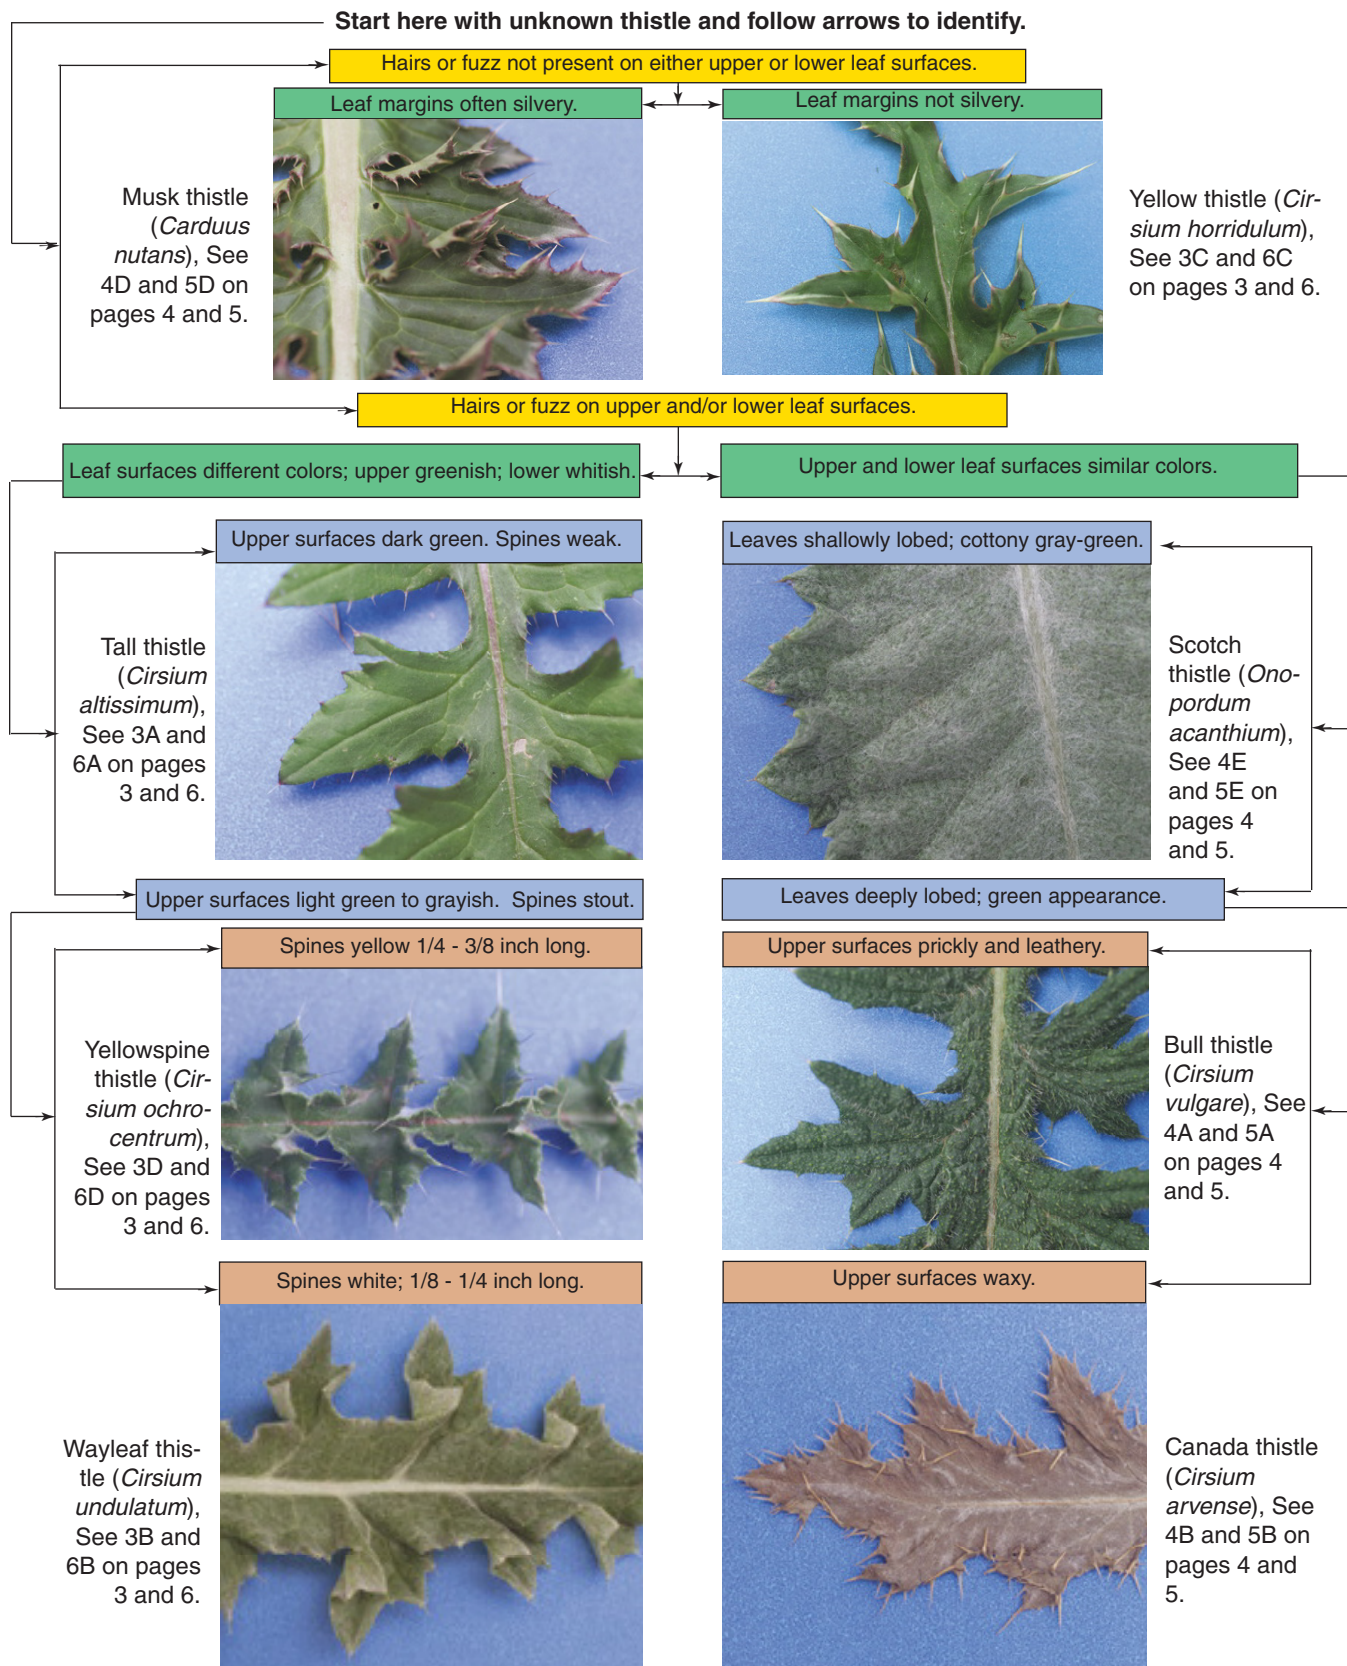 Start here with unknown thistle and follow arrows to identify.
Hairs or fuzz not present on either upper or lower leaf surfaces.
Leaf margins often silvery.
Leaf margins not silvery.
Musk thistle
(Carduus
nutans), See
4D and 5D on
pages 4 and 5.
Yellow thistle (Cir-
sium horridulum),
See 3C and 6C
on pages 3 and 6.
Hairs or fuzz on upper and/or lower leaf surfaces.
Leaf surfaces different colors; upper greenish; lower whitish.
Upper and lower leaf surfaces similar colors.
Upper surfaces dark green. Spines weak.
Leaves shallowly lobed; cottony gray-green.
Tall thistle
(Cirsium
altissimum),
See 3A and
6A on pages
3 and 6.
Scotch
thistle (Ono-
pordum
acanthium),
See 4E
and 5E on
pages 4
and 5.
Upper surfaces light green to grayish. Spines stout.
Leaves deeply lobed; green appearance.
Spines yellow 1/4 - 3/8 inch long.
Upper surfaces prickly and leathery.
Yellowspine
thistle (Cir-
sium ochro-
centrum),
See 3D and
6D on pages
3 and 6.
Bull thistle
(Cirsium
vulgare), See
4A and 5A
on pages 4
and 5.
Spines white; 1/8 - 1/4 inch long.
Upper surfaces waxy.
Wayleaf this-
tle (Cirsium
undulatum),
See 3B and
6B on pages
3 and 6.
Canada thistle
(Cirsium
arvense), See
4B and 5B on
pages 4 and
5.